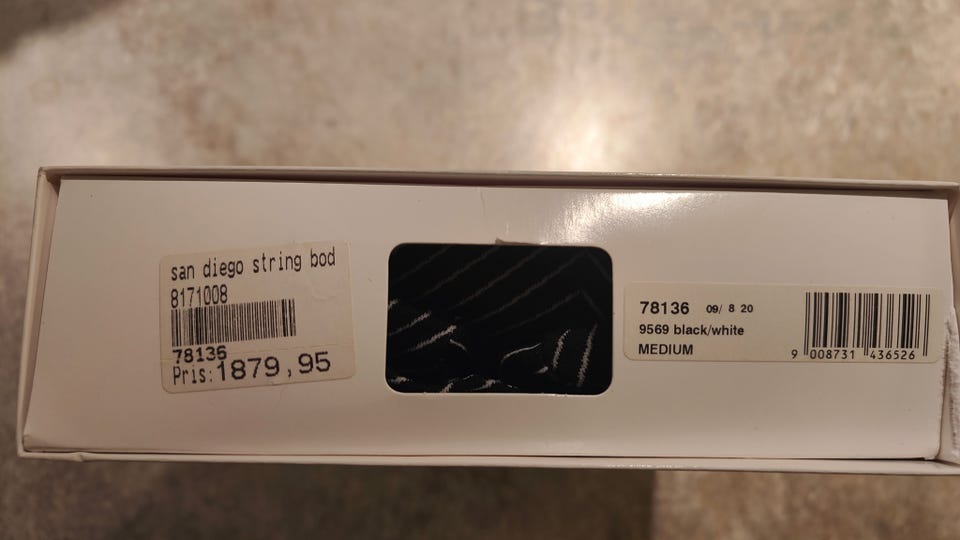 san diego string bod
8171008
78136
Pris:1879,95
78136 09/ 8 20
9569 black/white
MEDIUM
9 008731 436526